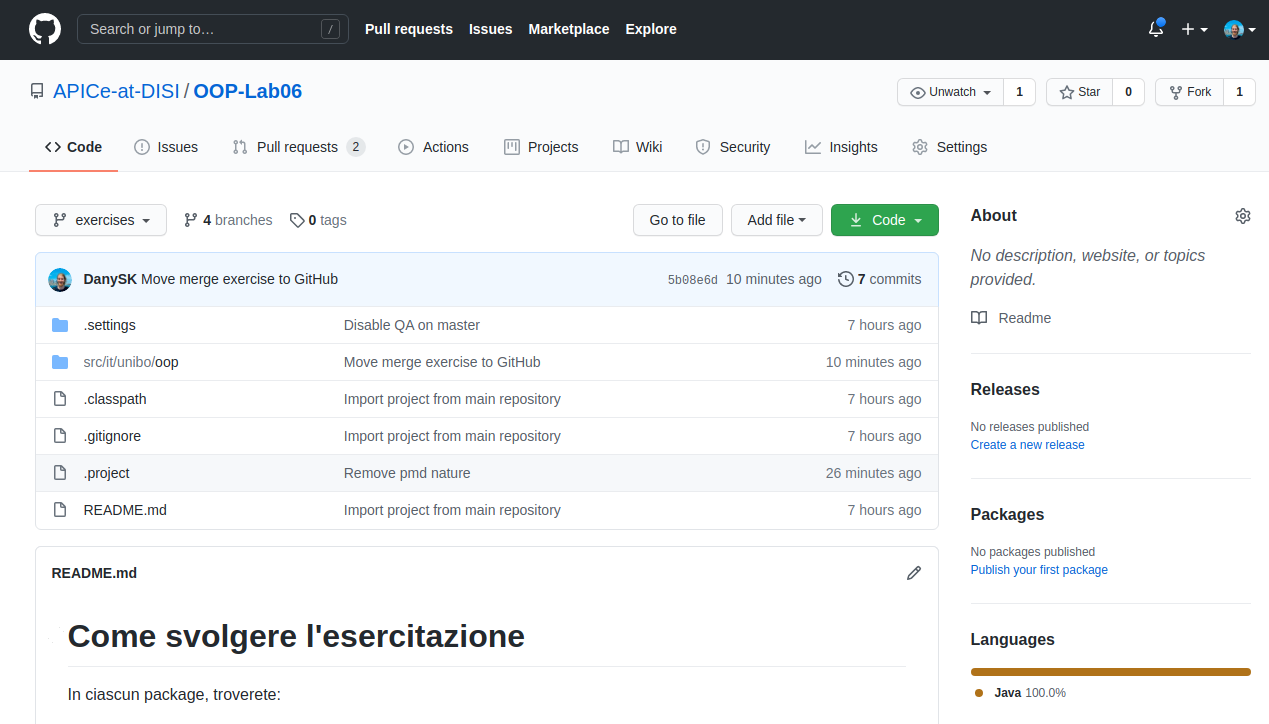 Search or jump to… / Pull requests Issues Marketplace Explore
APICe-at-DISI / OOP-Lab06 Unwatch 1 Star 0 Fork 1
Code Issues Pull requests 2 Actions Projects Wiki Security Insights Settings
exercises 4 branches 0 tags Go to file Add file Code
DanySK Move merge exercise to GitHub 5b08e6d 10 minutes ago 7 commits
.settings Disable QA on master 7 hours ago
src/it/unibo/oop Move merge exercise to GitHub 10 minutes ago
.classpath Import project from main repository 7 hours ago
.gitignore Import project from main repository 7 hours ago
.project Remove pmd nature 26 minutes ago
README.md Import project from main repository 7 hours ago
README.md
Come svolgere l'esercitazione
In ciascun package, troverete:
About
No description, website, or topics
provided.
Readme
Releases
No releases published
Create a new release
Packages
No packages published
Publish your first package
Languages
Java 100.0%